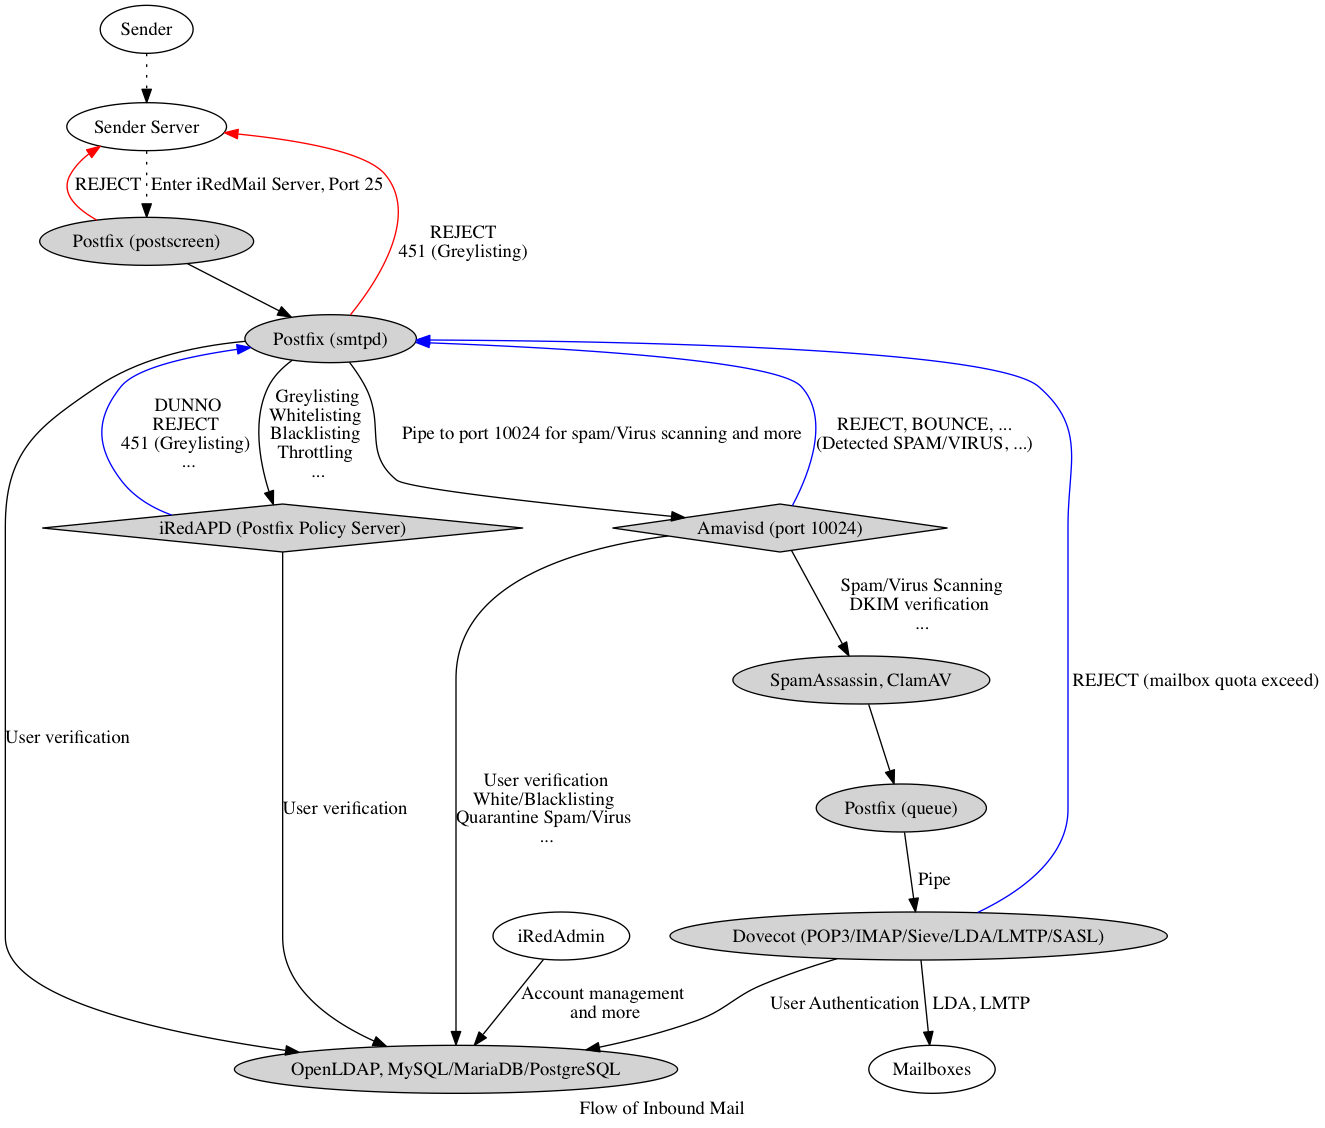 Sender
Sender Server
REJECT
Enter iRedMail Server, Port 25
Postfix (postscreen)
REJECT
451 (Greylisting)
Postfix (smtpd)
DUNNO
REJECT
451 (Greylisting)
...
Greylisting
Whitelisting
Blacklisting
Throttling
...
Pipe to port 10024 for spam/Virus scanning and more
REJECT, BOUNCE, ...
(Detected SPAM/VIRUS, ...)
iRedAPD (Postfix Policy Server)
Amavisd (port 10024)
Spam/Virus Scanning
DKIM verification
...
SpamAssassin, ClamAV
REJECT (mailbox quota exceed)
User verification
User verification
User verification
White/Blacklisting
Quarantine Spam/Virus
...
Postfix (queue)
Pipe
iRedAdmin
Dovecot (POP3/IMAP/Sieve/LDA/LMTP/SASL)
Account management
and more
User Authentication
LDA, LMTP
OpenLDAP, MySQL/MariaDB/PostgreSQL
Mailboxes
Flow of Inbound Mail